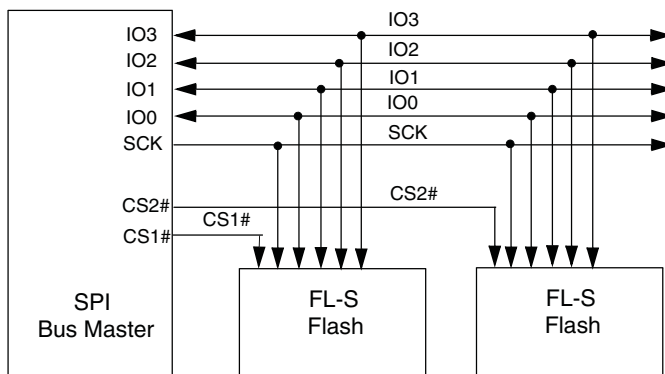 IO3
IO3
IO2
IO2
IO1
IO1
IO0
IO0
SCK
SCK
CS2#
CS2#
CS1#
CS1#
SPI
Bus Master
FL-S
Flash
FL-S
Flash